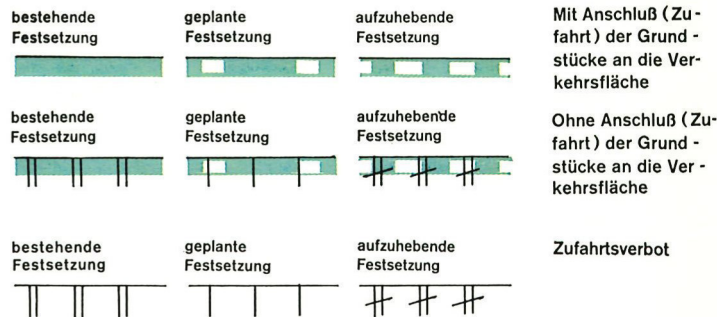 bestehende
Festsetzung
geplante
Festsetzung
aufzuhebende
Festsetzung
Mit Anschluß (Zu-
fahrt) der Grund-
stücke an die Ver-
kehrsfläche
bestehende
Festsetzung
geplante
Festsetzung
aufzuhebende
Festsetzung
Ohne Anschluß (Zu-
fahrt) der Grund-
stücke an die Ver-
kehrsfläche
bestehende
Festsetzung
geplante
Festsetzung
aufzuhebende
Festsetzung
Zufahrtsverbot